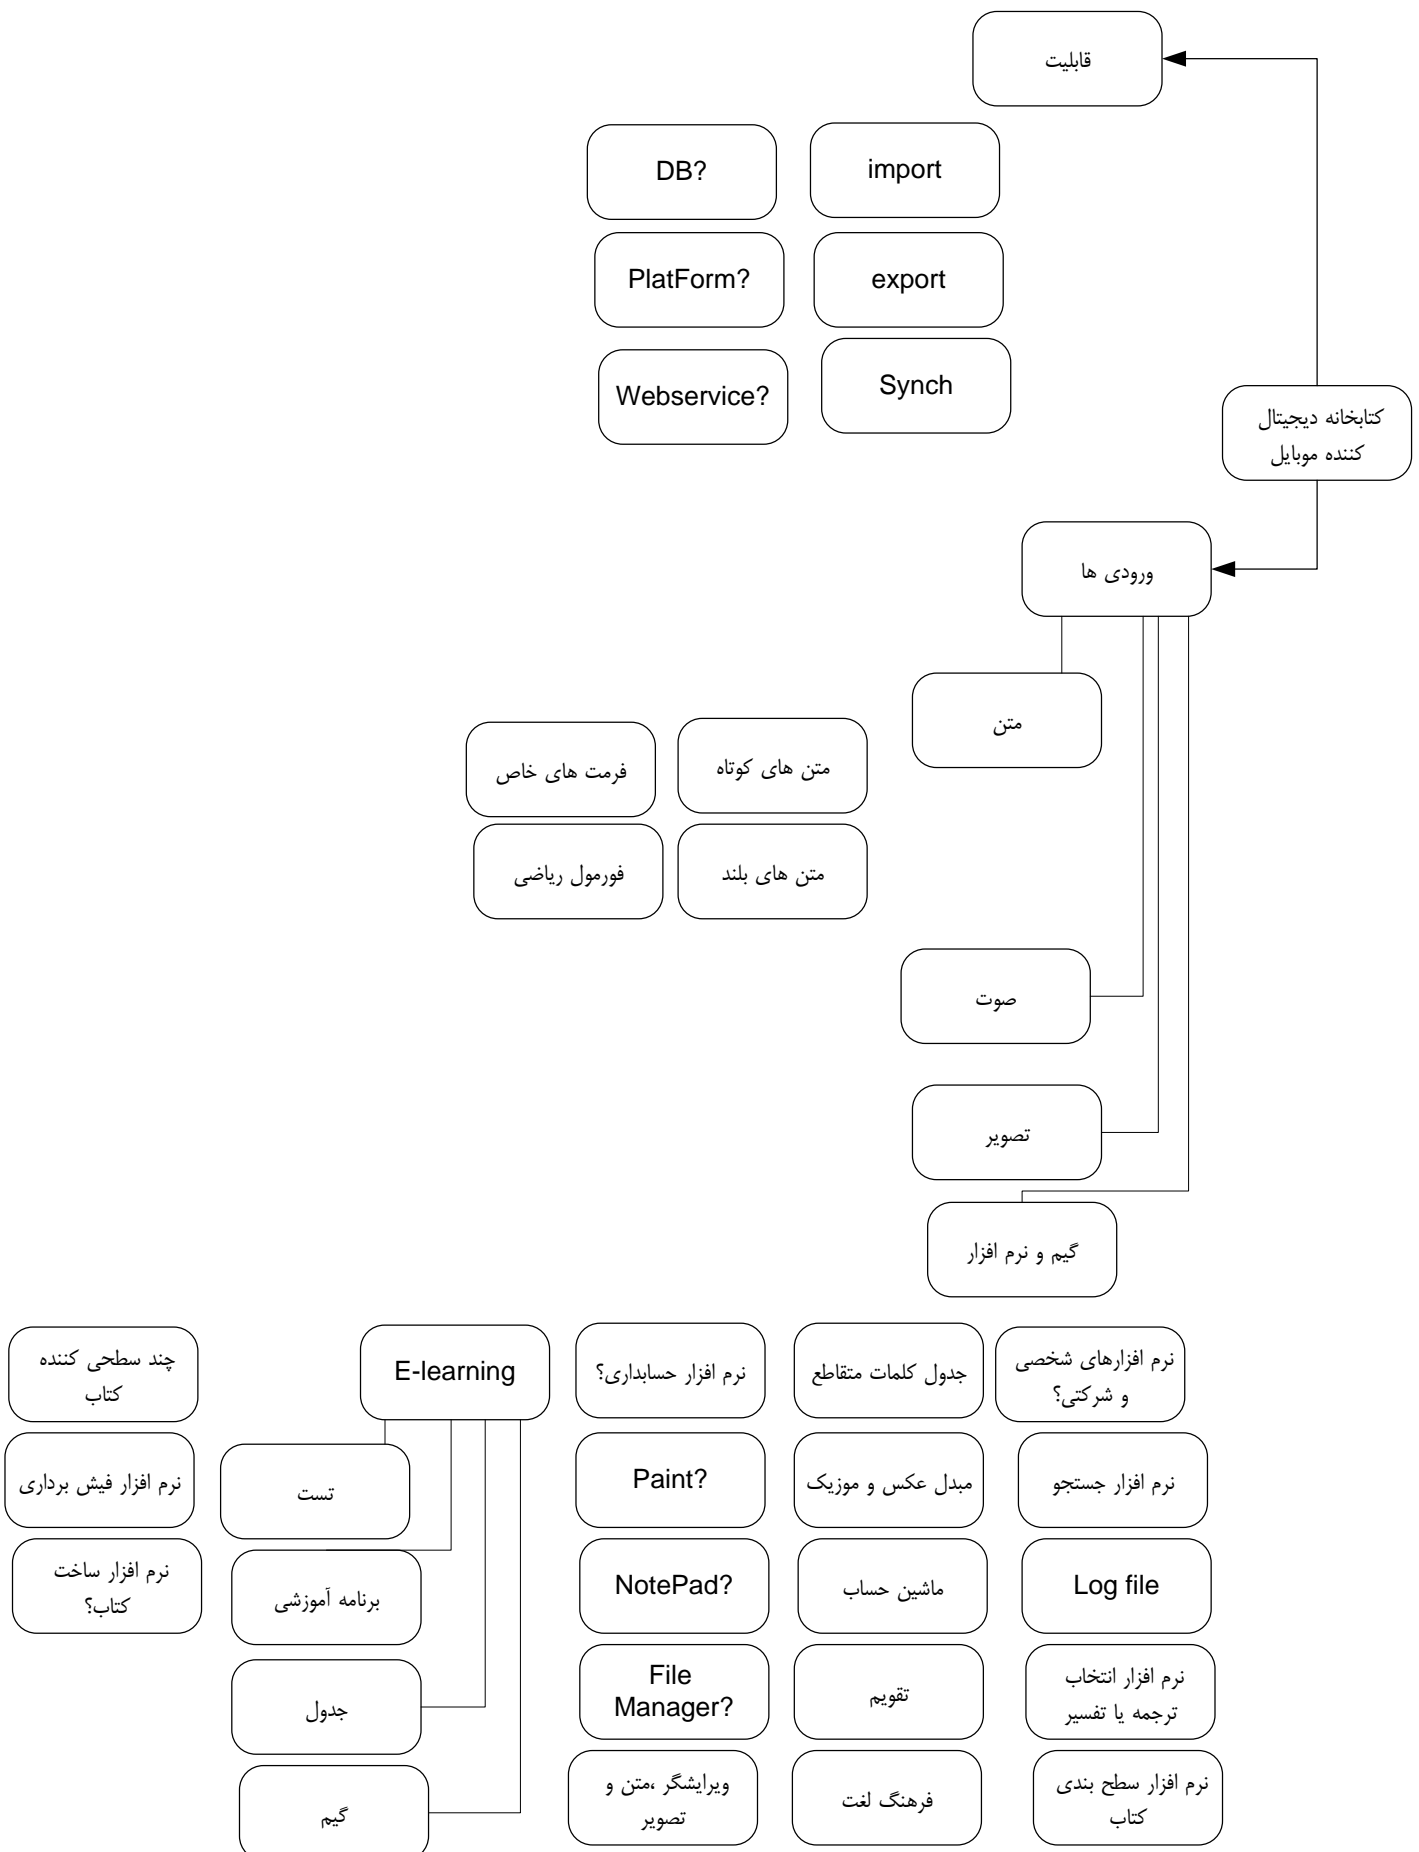 قابلیت
import
DB?
export
PlatForm?
Synch
Webservice?
کتابخانه دیجیتال
کننده موبایل
ورودی ها
متن
متن های کوتاه
فرمت های خاص
متن های بلند
فورمول ریاضی
صوت
تصویر
گیم و نرم افزار
نرم افزارهای شخصی
و شرکتی؟
جدول کلمات متقاطع
نرم افزار حسابداری؟
E-learning
چند سطحی کننده
کتاب
نرم افزار جستجو
مبدل عکس و موزیک
Paint?
تست
نرم افزار فیش برداری
Log file
ماشین حساب
NotePad?
برنامه آموزشی
نرم افزار ساخت
کتاب؟
نرم افزار انتخاب
ترجمه یا تفسیر
تقویم
File
Manager?
جدول
نرم افزار سطح بندی
کتاب
فرهنگ لغت
ویرایشگر ،متن و
تصویر
گیم